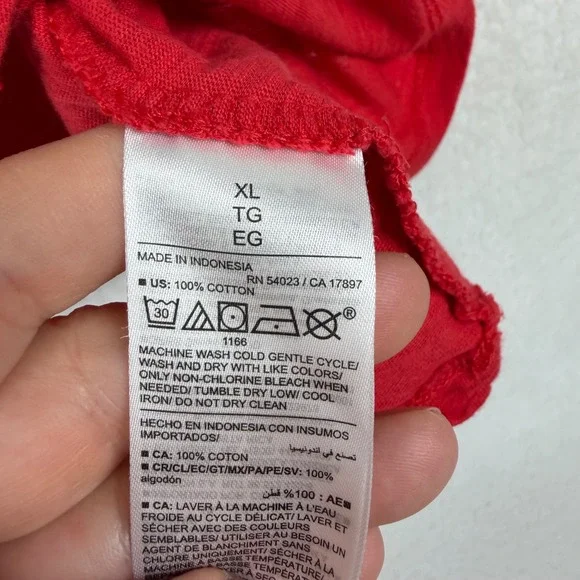 XL
TG
EG
MADE IN INDONESIA
RN 54023 / CA 17897
■ US: 100% COTTON
30
®
1166
MACHINE WASH COLD GENTLE CYCLE/
WASH AND DRY WITH LIKE COLORS/
ONLY NON-CHLORINE BLEACH WHEN
NEEDED/ TUMBLE DRY LOW/ COOL
IRON/ DO NOT DRY CLEAN
HECHO EN INDONESIA CON INSUMOS
IMPORTADOS/
صنع في اندونيسيا
■ CA: 100% COTTON
■ CR/CL/EC/GT/MX/PA/PE/SV: 100%
algodón
■ AE: 100% قطن
■ CA: LAVER À LA MACHINE À L'EAU
FROIDE AU CYCLE DÉLICAT/ LAVER ET
SÉCHER AVEC DES COULEURS
SEMBLABLES/ UTILISER AU BESOIN UN
AGENT DE BLANCHIMENT SANS
CHLORE UNIQUEMENT/ SÉCHER À LA
MACHINE À BASSE TEMPÉRATURE/